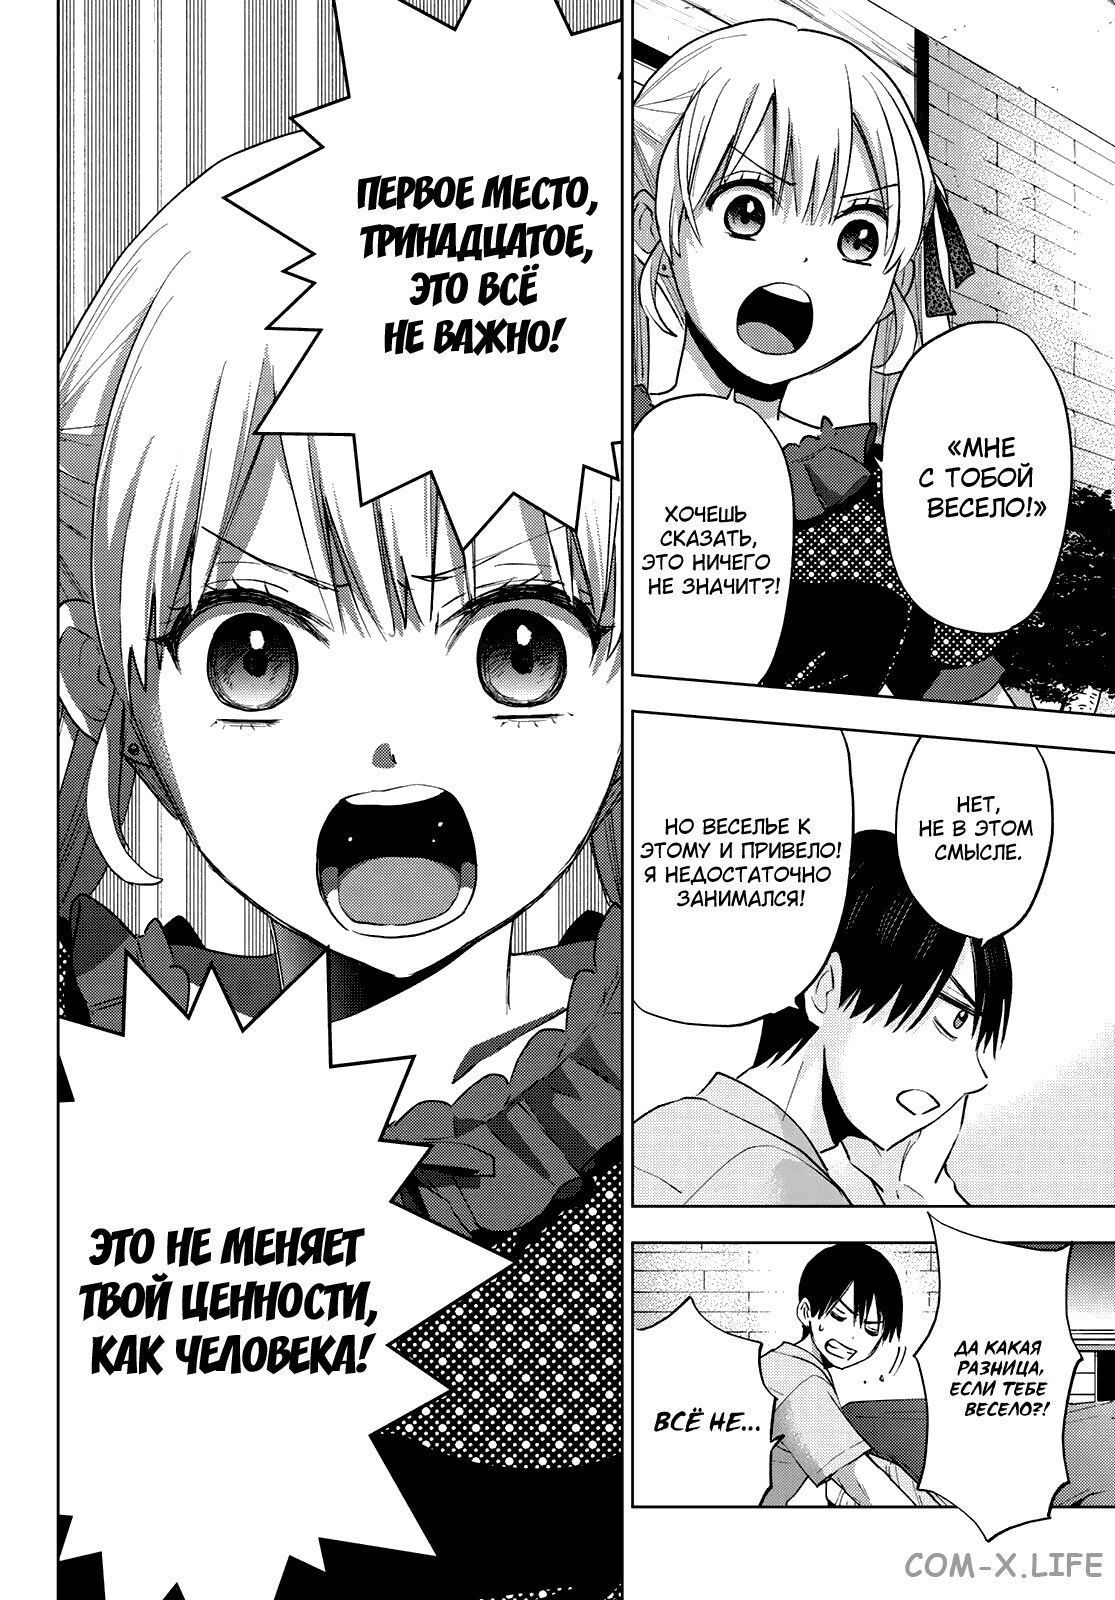 «МНЕ
С ТОБОЙ
ВЕСЕЛО!»
ХОЧЕШЬ
СКАЗАТЬ,
ЭТО НИЧЕГО
НЕ ЗНАЧИТ?!
НЕТ,
НЕ В ЭТОМ
СМЫСЛЕ.
НО ВЕСЕЛЬЕ К
ЭТОМУ И ПРИВЕЛО!
Я НЕДОСТАТОЧНО
ЗАНИМАЛСЯ!
ДА КАКАЯ
РАЗНИЦА,
ЕСЛИ ТЕБЕ
ВЕСЕЛО?!
ВСЁ НЕ...
ПЕРВОЕ МЕСТО,
ТРИНАДЦАТОЕ,
ЭТО ВСЁ
НЕ ВАЖНО!
ЭТО НЕ МЕНЯЕТ
ТВОЙ ЦЕННОСТИ,
КАК ЧЕЛОВЕКА!
COM-X.LIFE